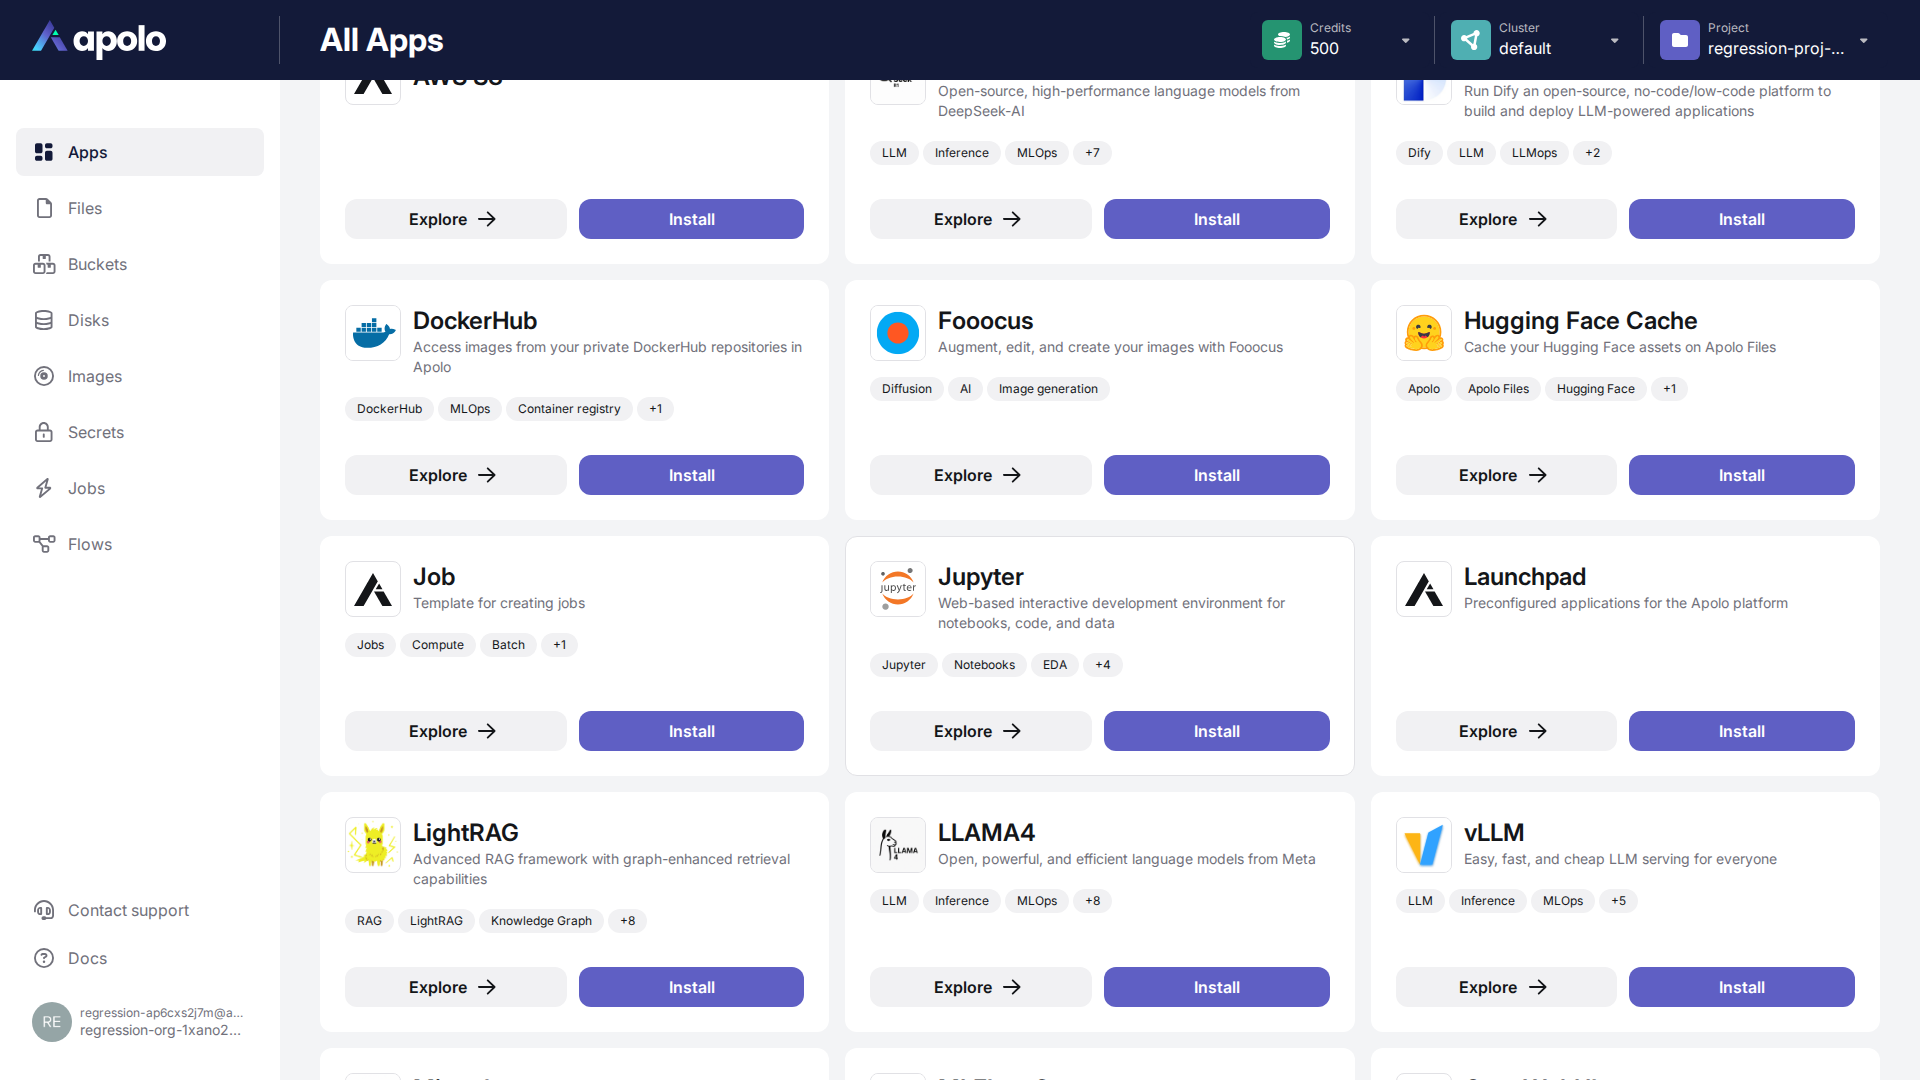 apolo
All Apps
Credits
500
Cluster
default
Project
regression-proj-...
Apps
Files
Buckets
Disks
Images
Secrets
Jobs
Flows
Contact support
Docs
RE
regression-ap6cxs2j7m@a...
regression-org-1xano2...
AWS S3
Explore
Install
Open-source, high-performance language models from
DeepSeek-AI
LLM Inference MLOps +7
Explore
Install
Run Dify an open-source, no-code/low-code platform to
build and deploy LLM-powered applications
Dify LLM LLMops +2
Explore
Install
DockerHub
Access images from your private DockerHub repositories in
Apolo
DockerHub MLOps Container registry +1
Explore
Install
Fooocus
Augment, edit, and create your images with Fooocus
Diffusion AI Image generation
Explore
Install
Hugging Face Cache
Cache your Hugging Face assets on Apolo Files
Apolo Apolo Files Hugging Face +1
Explore
Install
Job
Template for creating jobs
Jobs Compute Batch +1
Explore
Install
jupyter
Jupyter
Web-based interactive development environment for
notebooks, code, and data
Jupyter Notebooks EDA +4
Explore
Install
Launchpad
Preconfigured applications for the Apolo platform
Explore
Install
LightRAG
Advanced RAG framework with graph-enhanced retrieval
capabilities
RAG LightRAG Knowledge Graph +8
Explore
Install
LLAMA
4
LLAMA4
Open, powerful, and efficient language models from Meta
LLM Inference MLOps +8
Explore
Install
vLLM
Easy, fast, and cheap LLM serving for everyone
LLM Inference MLOps +5
Explore
Install